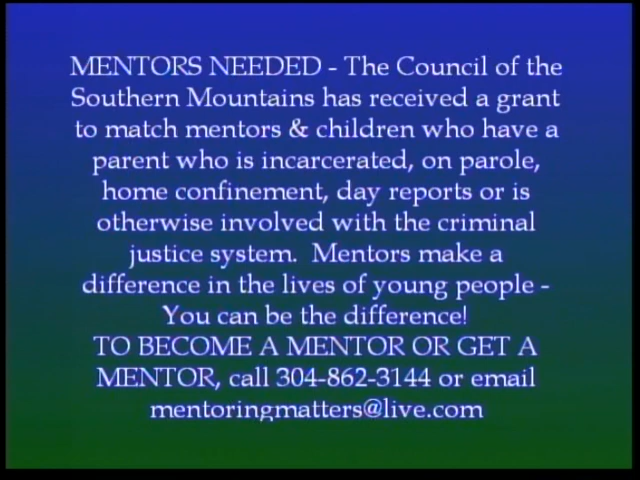 MENTORS NEEDED - The Council of the
Southern Mountains has received a grant
to match mentors & children who have a
parent who is incarcerated, on parole,
home confinement, day reports or is
otherwise involved with the criminal
justice system.  Mentors make a
difference in the lives of young people -
You can be the difference!
TO BECOME A MENTOR OR GET A
MENTOR, call 304-862-3144 or email
mentoringmatters@live.com